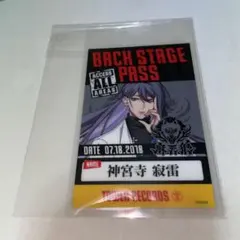 BACK STAGE
PASS
ACCESS
ALL
AREAS
DATE 07.18.2018
NAME
神宮寺 寂雷
TOWER RECORDS